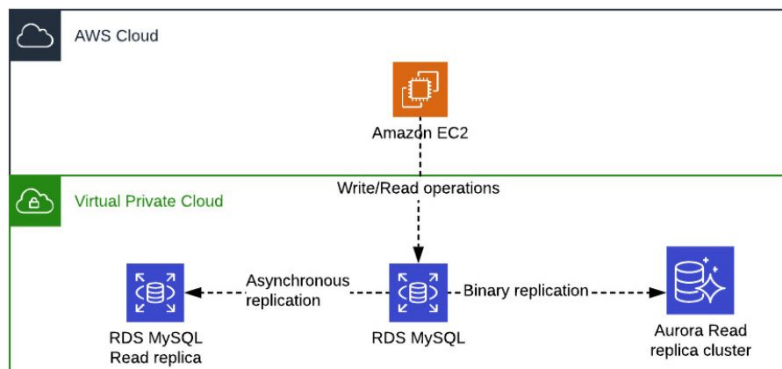 AWS Cloud
Amazon EC2
Write/Read operations
Virtual Private Cloud
Asynchronous
replication
Binary replication
RDS MySQL
Read replica
RDS MySQL
Aurora Read
replica cluster